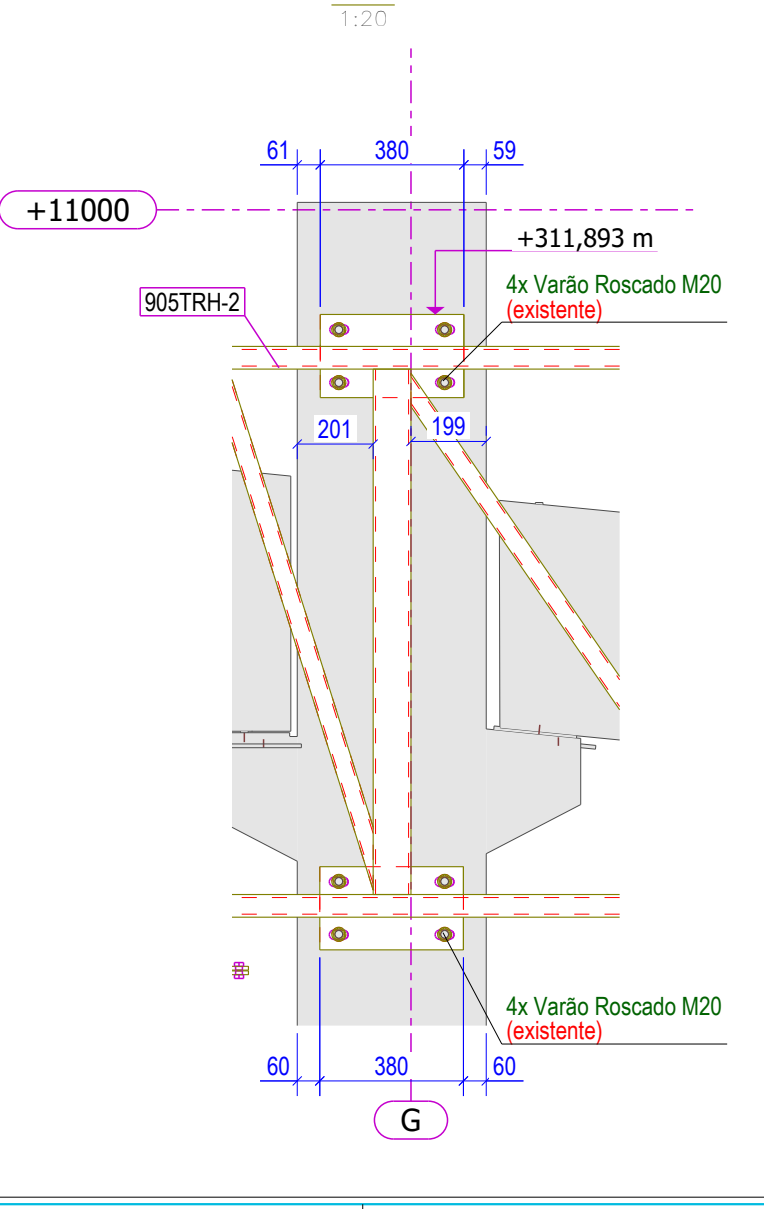 1:20
61 380 59
+11000
+311,893 m
4x Varão Roscado M20
(existente)
905TRH-2
201 199
4x Varão Roscado M20
(existente)
60 380 60
G